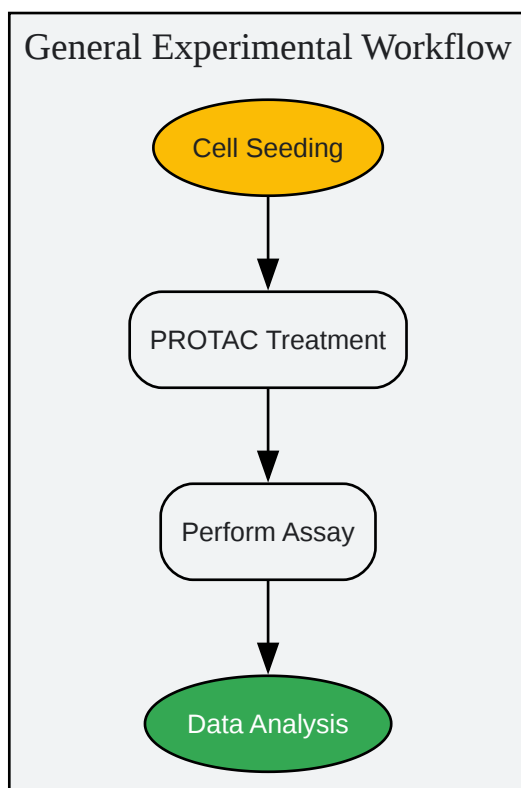 General Experimental Workflow
Cell Seeding
PROTAC Treatment
Perform Assay
Data Analysis